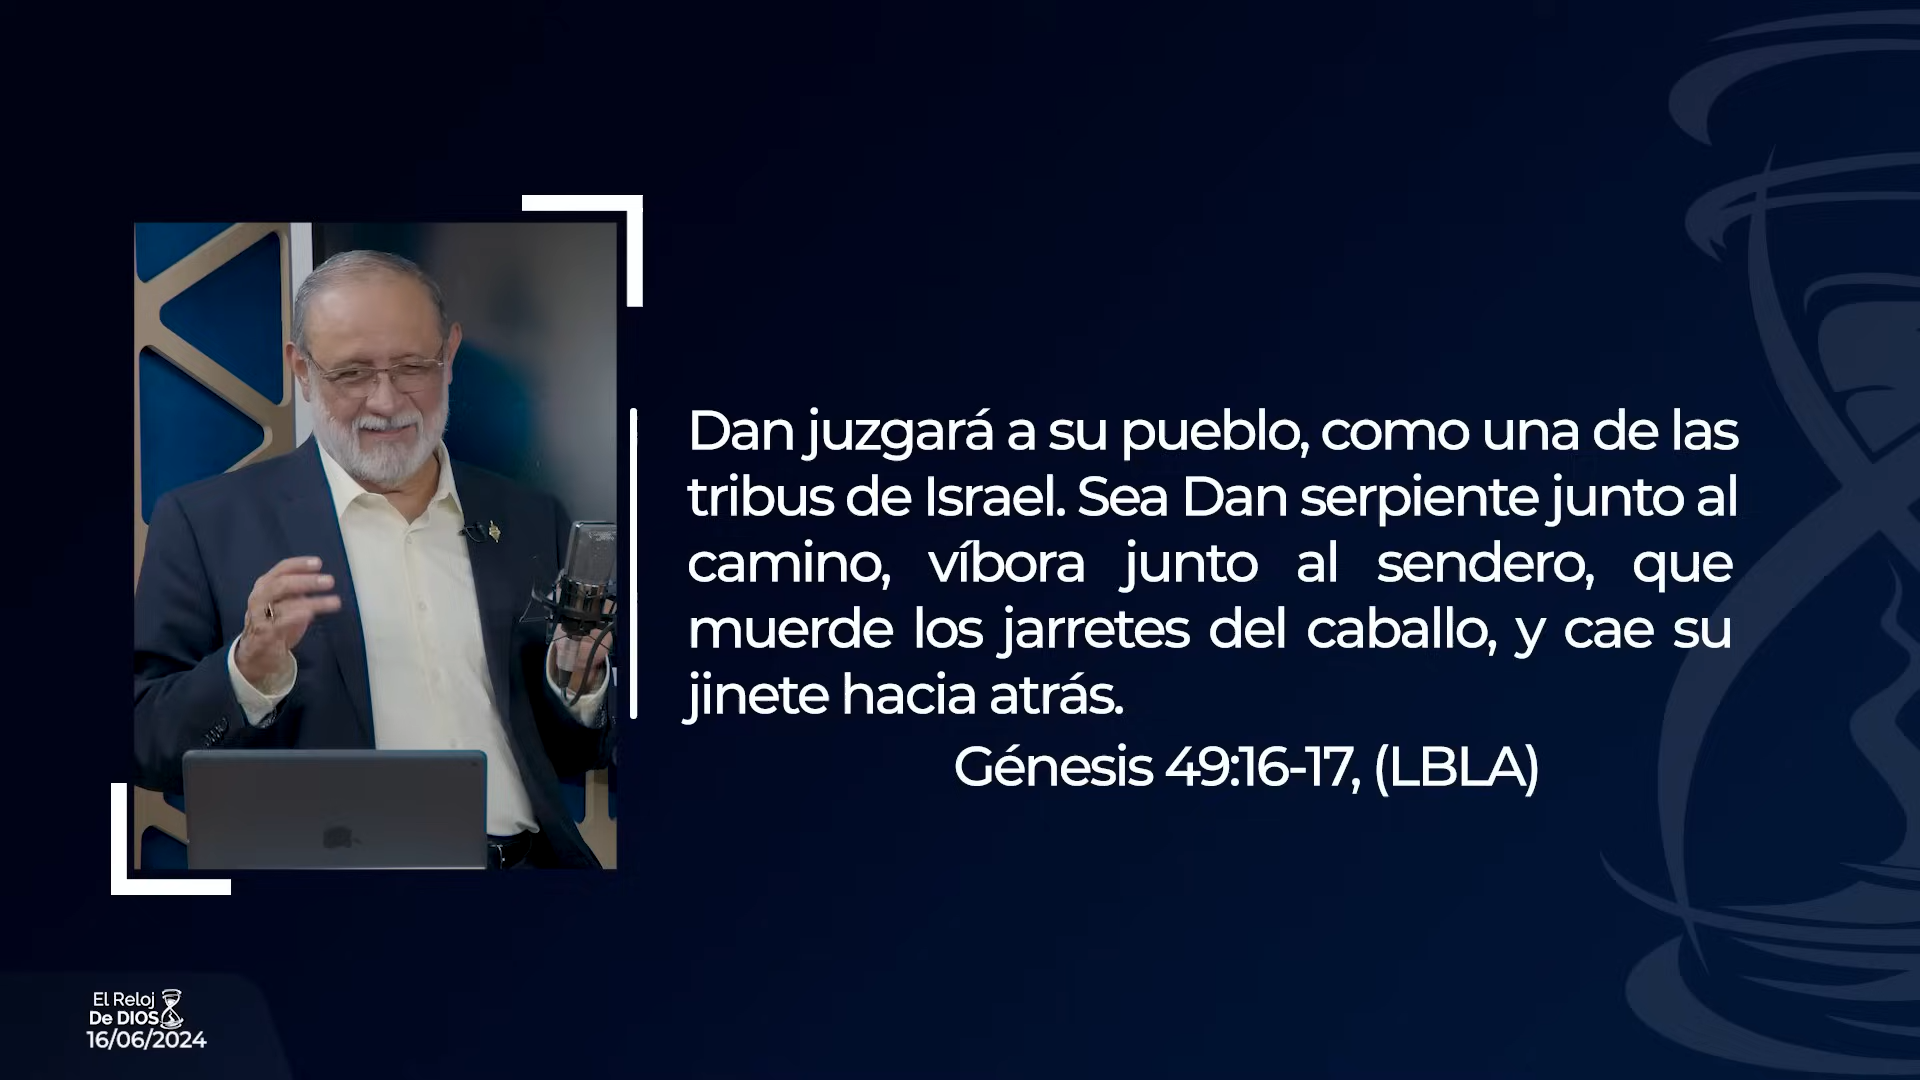 Dan juzgará a su pueblo, como una de las
tribus de Israel. Sea Dan serpiente junto al
camino, víbora junto al sendero, que
muerde los jarretes del caballo, y cae su
jinete hacia atrás.
Génesis 49:16-17, (LBLA)
El Reloj
De DIOS
16/06/2024